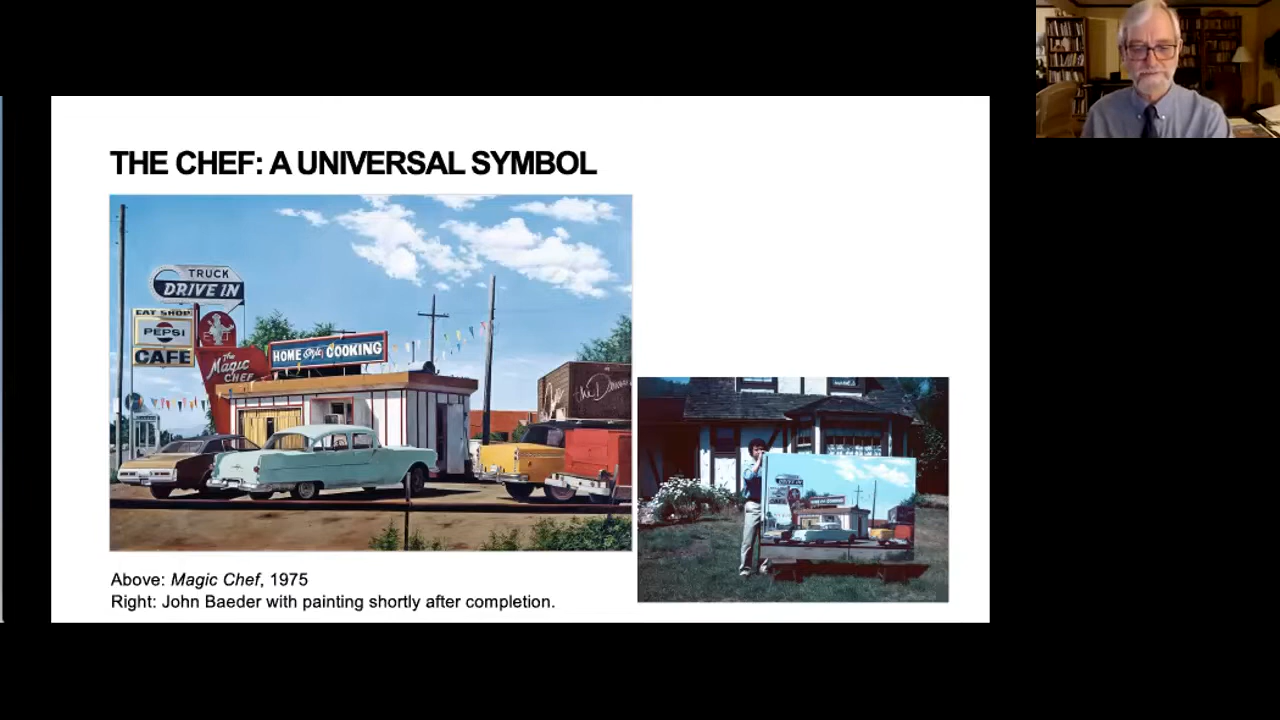 THE CHEF: A UNIVERSAL SYMBOL
TRUCK
DRIVE IN
EAT SHOP
PEPSI
CAFE
EAT
The
Magic
CHEF
HOME Style COOKING
Above: Magic Chef, 1975
Right: John Baeder with painting shortly after completion.